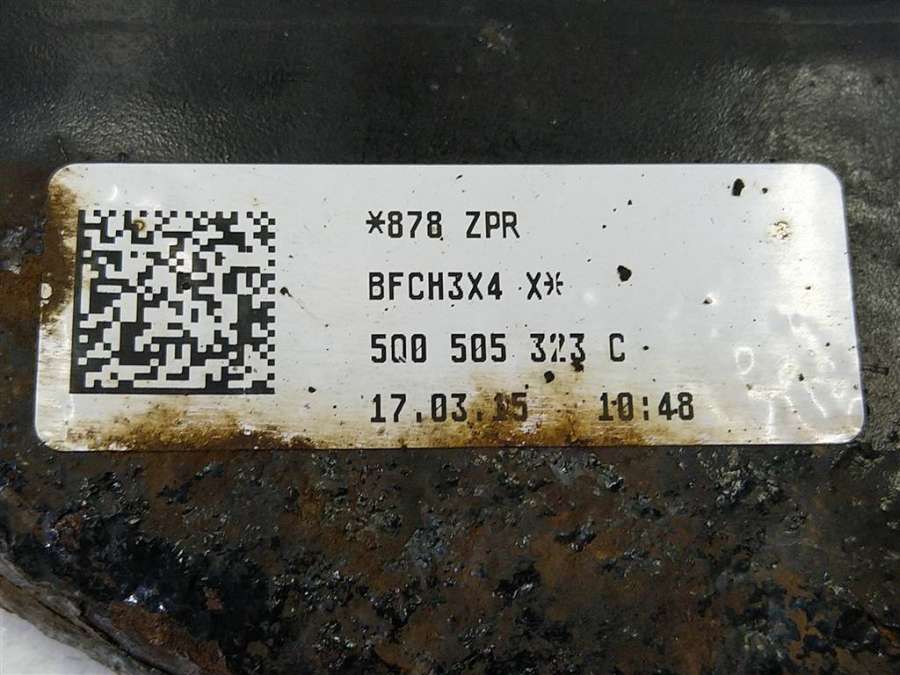 *878 ZPR
BFCH3X4 X*
5Q0 505 323 C
17.03.15 10:48